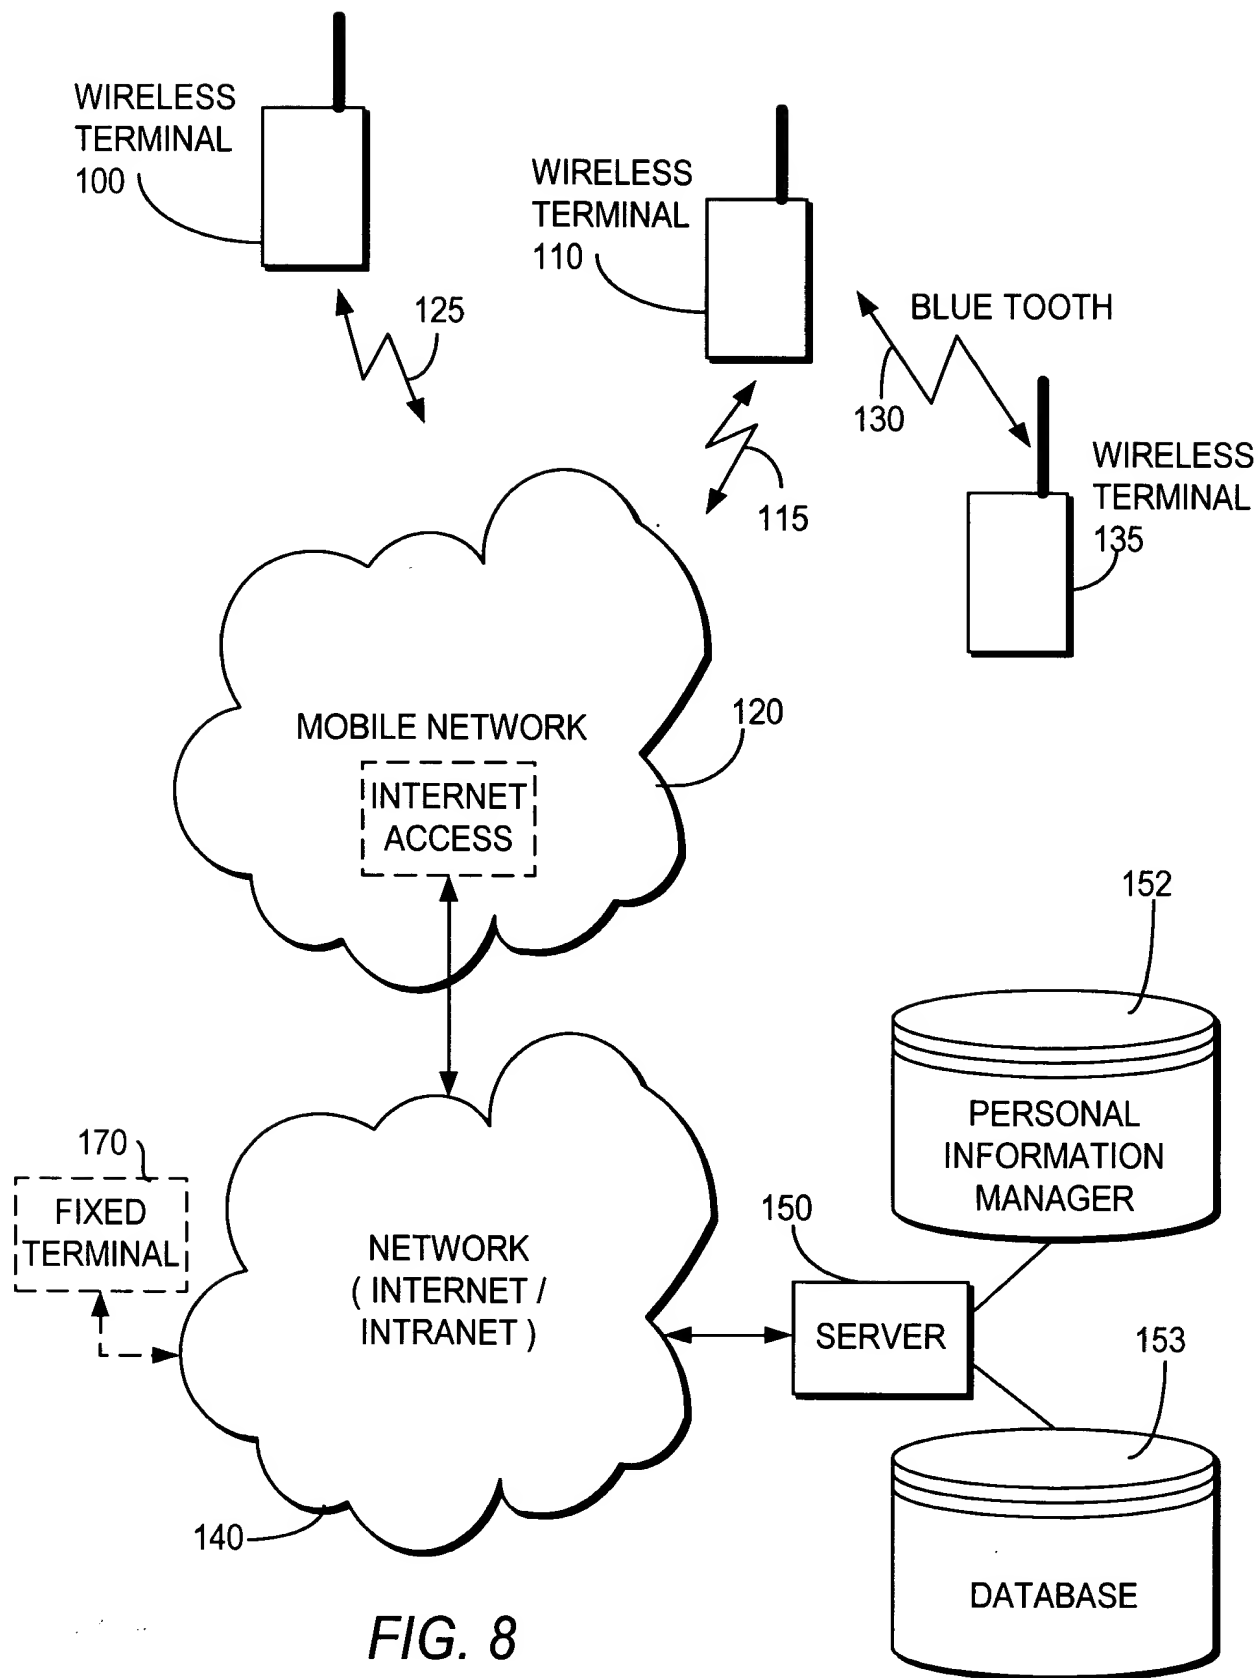 WIRELESS
TERMINAL
100
WIRELESS
TERMINAL
110
125
BLUE TOOTH
130
115
WIRELESS
TERMINAL
135
MOBILE NETWORK
120
INTERNET
ACCESS
152
PERSONAL
INFORMATION
MANAGER
170
FIXED
TERMINAL
NETWORK
( INTERNET /
INTRANET )
150
SERVER
153
140
DATABASE
FIG. 8